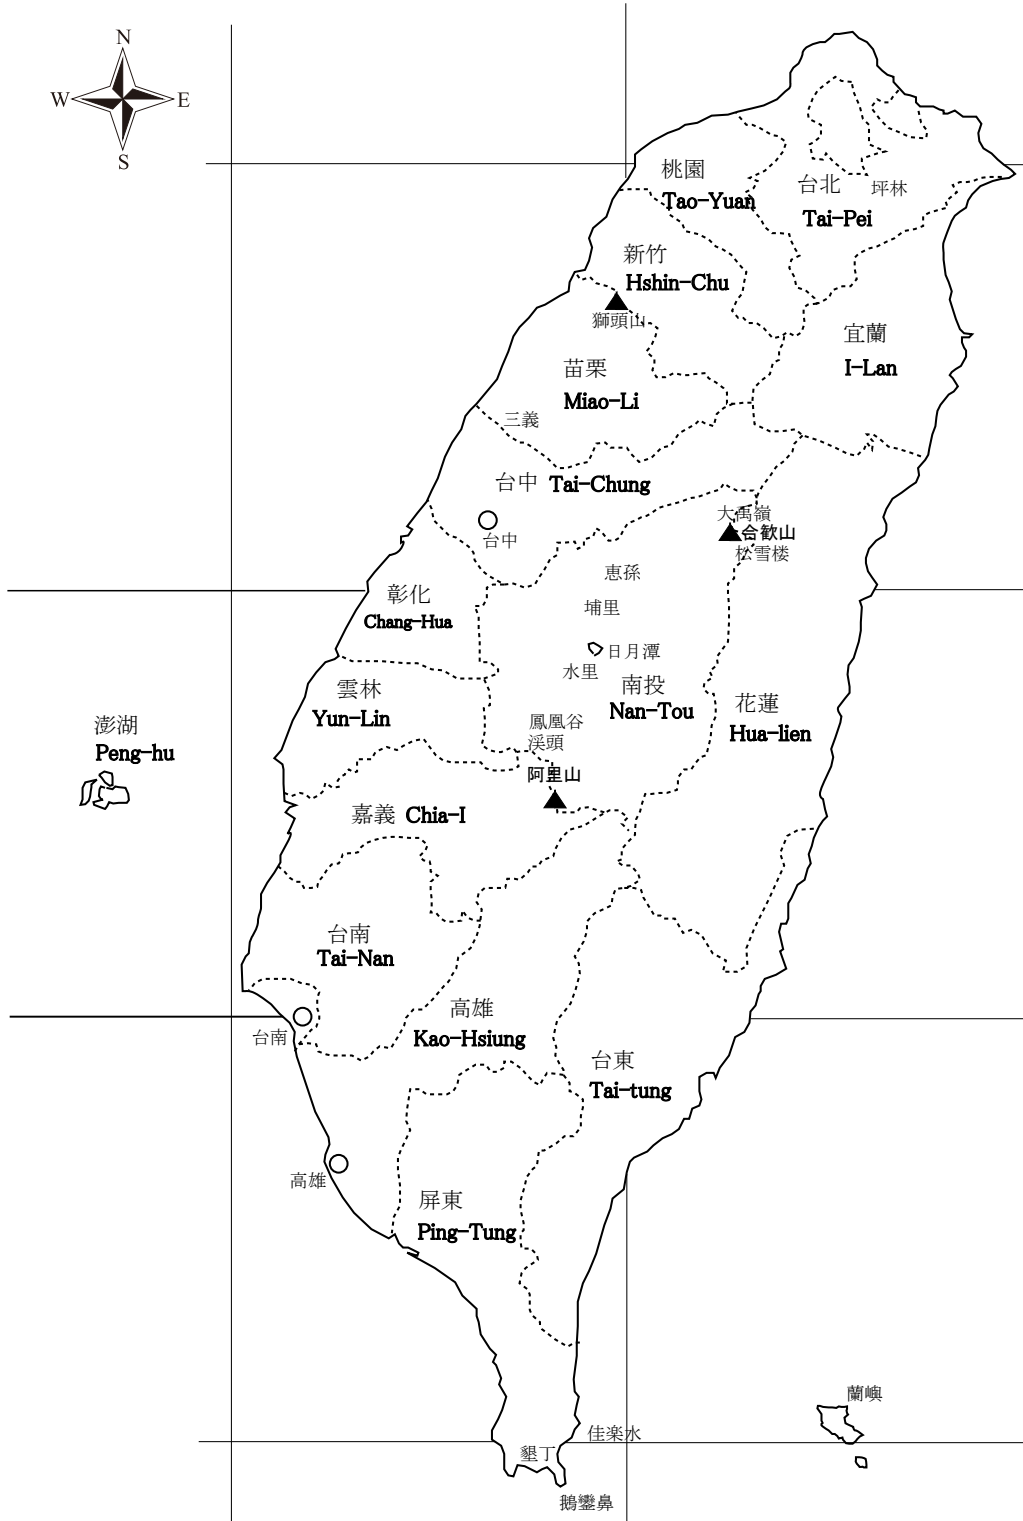 N
W
E
S
桃園
Tao-Yuan
台北
坪林
Tai-Pei
新竹
Hshin-Chu
獅頭山
宜蘭
I-Lan
苗栗
Miao-Li
三義
台中 Tai-Chung
台中
大禹嶺
合歓山
松雪楼
恵孫
彰化
埔里
Chang-Hua
日月潭
水里
雲林
南投
Yun-Lin
Nan-Tou
花蓮
Hua-lien
澎湖
Peng-hu
鳳凰谷
渓頭
阿里山
嘉義 Chia-I
台南
Tai-Nan
高雄
Kao-Hsiung
台南
台東
Tai-tung
高雄
屏東
Ping-Tung
蘭嶼
佳楽水
墾丁
鵝鑾鼻